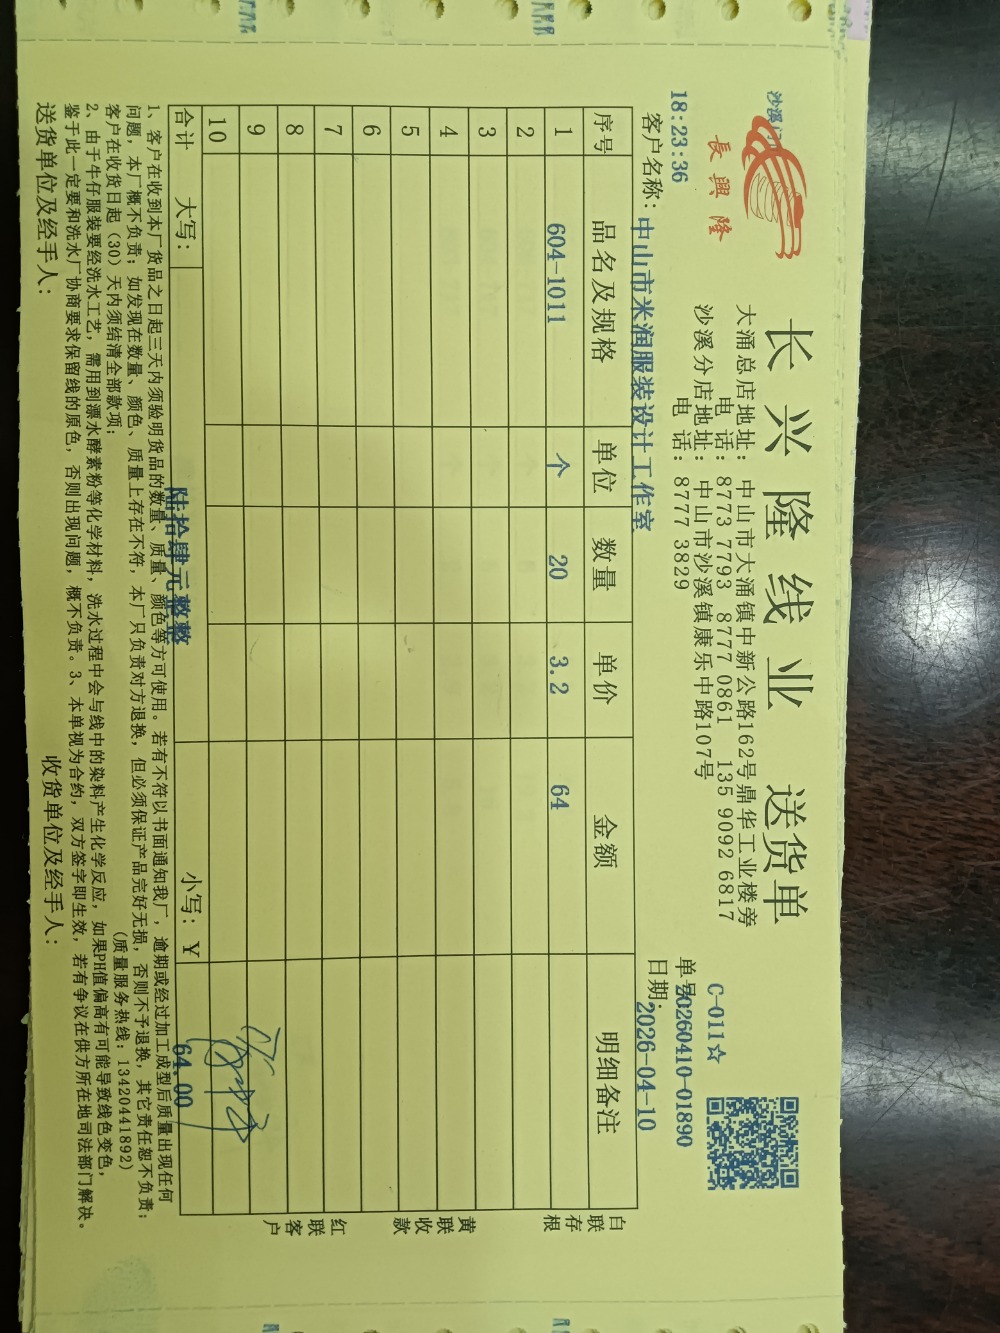 沙溪门
長興隆
长兴隆线业 送货单
大涌总店地址：中山市大涌镇中新公路162号鼎华工业楼旁
电话：8773 7793 8777 0861 135 9092 6817
沙溪分店地址：中山市沙溪镇康乐中路107号
电话：8777 3829
C-011☆
18:23:36
单号20260410-01890
客户名称：中山市米润服装设计工作室
日期：2026-04-10
序号 品名及规格 单位 数量 单价 金额 明细备注
1 604-1011 个 20 3.2 64
2
3
4
5
6
7
8
9
10
合计 大写：陆拾肆元整整 小写：￥64.00
白联存根
黄联收款
红联客户
1、客户在收到本厂货品之日起三天内须验明货品的数量、质量、颜色等方可使用。若有不符以书面通知我厂，逾期或经过加工成型后质量出现任何
问题，本厂概不负责；如发现在数量、颜色、质量上存在不符，本厂只负责对方退换，但必须保证产品完好无损，否则不予退换，其它责任恕不负责；
客户在收货日起（30）天内须结清全部款项； （质量服务热线：13420441892）
2、由于牛仔服装要经洗水工艺，需用到漂水酵素粉等化学材料，洗水过程中会与线中的染料产生化学反应，如果PH值偏高有可能导致线色变色，
鉴于此一定要和洗水厂协商要求保留线的原色，否则出现问题，概不负责。3、本单视为合约，双方签字即生效，若有争议在供方所在地司法部门解决。
送货单位及经手人： 收货单位及经手人：